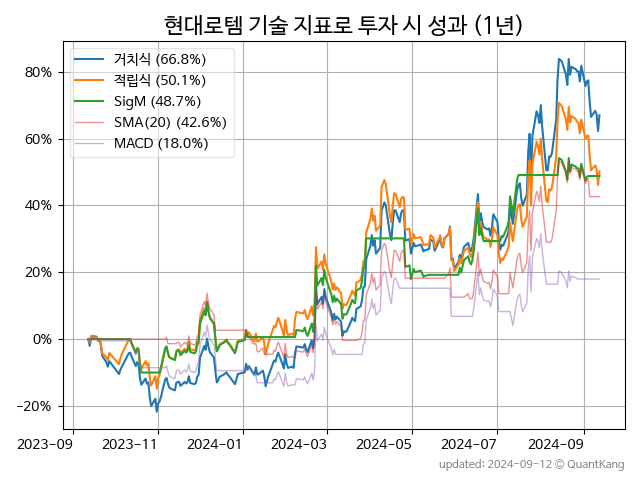 현대로템 기술 지표로 투자 시 성과 (1년)
거치식 (66.8%)
적립식 (50.1%)
SigM (48.7%)
SMA(20) (42.6%)
MACD (18.0%)
80%
60%
40%
20%
0%
−20%
2023−09
2023−11
2024−01
2024−03
2024−05
2024−07
2024−09
updated: 2024−09−12 © QuantKang